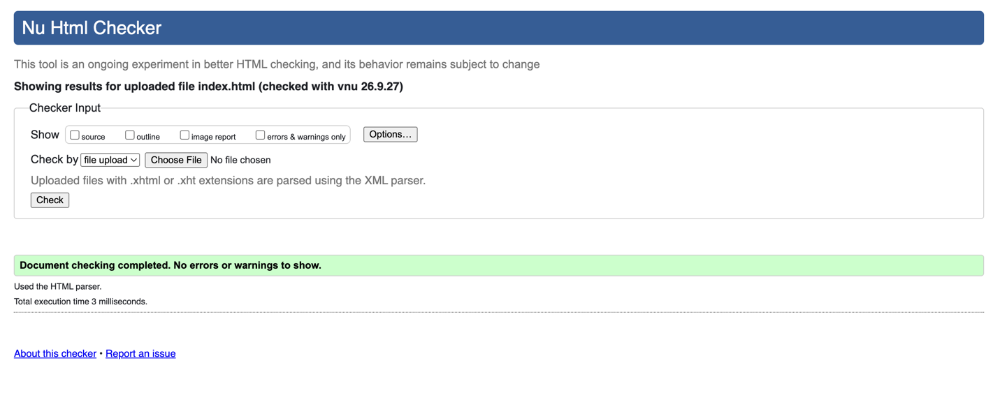 Nu Html Checker
This tool is an ongoing experiment in better HTML checking, and its behavior remains subject to change
Showing results for uploaded file index.html (checked with vnu 26.9.27)
Checker Input
Show source outline image report errors & warnings only Options…
Check by file upload Choose File No file chosen
Uploaded files with .xhtml or .xht extensions are parsed using the XML parser.
Check
Document checking completed. No errors or warnings to show.
Used the HTML parser.
Total execution time 3 milliseconds.
About this checker • Report an issue